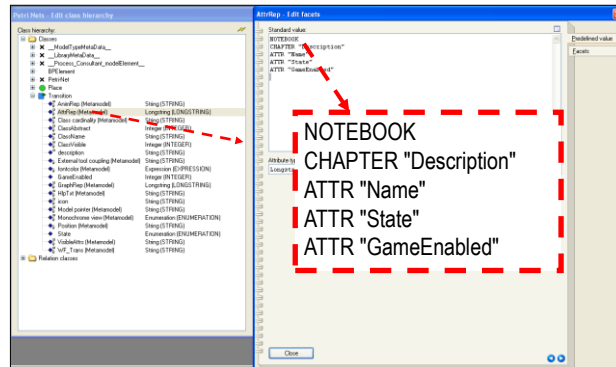 Petri Nets - Edit class hierarchy
Class hierarchy:
Classes
__ModelTypeMetaData__
__LibraryMetaData__
__Process_Consultant_modelElement__
BPElement
PetriNet
Place
Transition
AnimRep (Metamodel) String (STRING)
AttrRep (Metamodel) Longstring (LONGSTRING)
Class cardinality (Metamodel) String (STRING)
ClassAbstract Integer (INTEGER)
ClassName String (STRING)
ClassVisible Integer (INTEGER)
description String (STRING)
External tool coupling (Metamodel) String (STRING)
fontcolor (Metamodel) Expression (EXPRESSION)
GameEnabled Integer (INTEGER)
GraphRep (Metamodel) Longstring (LONGSTRING)
HlpTxt (Metamodel) String (STRING)
icon String (STRING)
Model pointer (Metamodel) String (STRING)
Monochrome view (Metamodel) Enumeration (ENUMERATION)
Position (Metamodel) String (STRING)
State Enumeration (ENUMERATION)
VisibleAttrs (Metamodel) String (STRING)
WF_Trans (Metamodel) String (STRING)
Relation classes
AttrRep - Edit facets
Standard value:
NOTEBOOK
CHAPTER "Description"
ATTR "Name"
ATTR "State"
ATTR "GameEnabled"
Attribute ty
Longstr
Close
Predefined value
Facets:
NOTEBOOK
CHAPTER "Description"
ATTR "Name"
ATTR "State"
ATTR "GameEnabled"